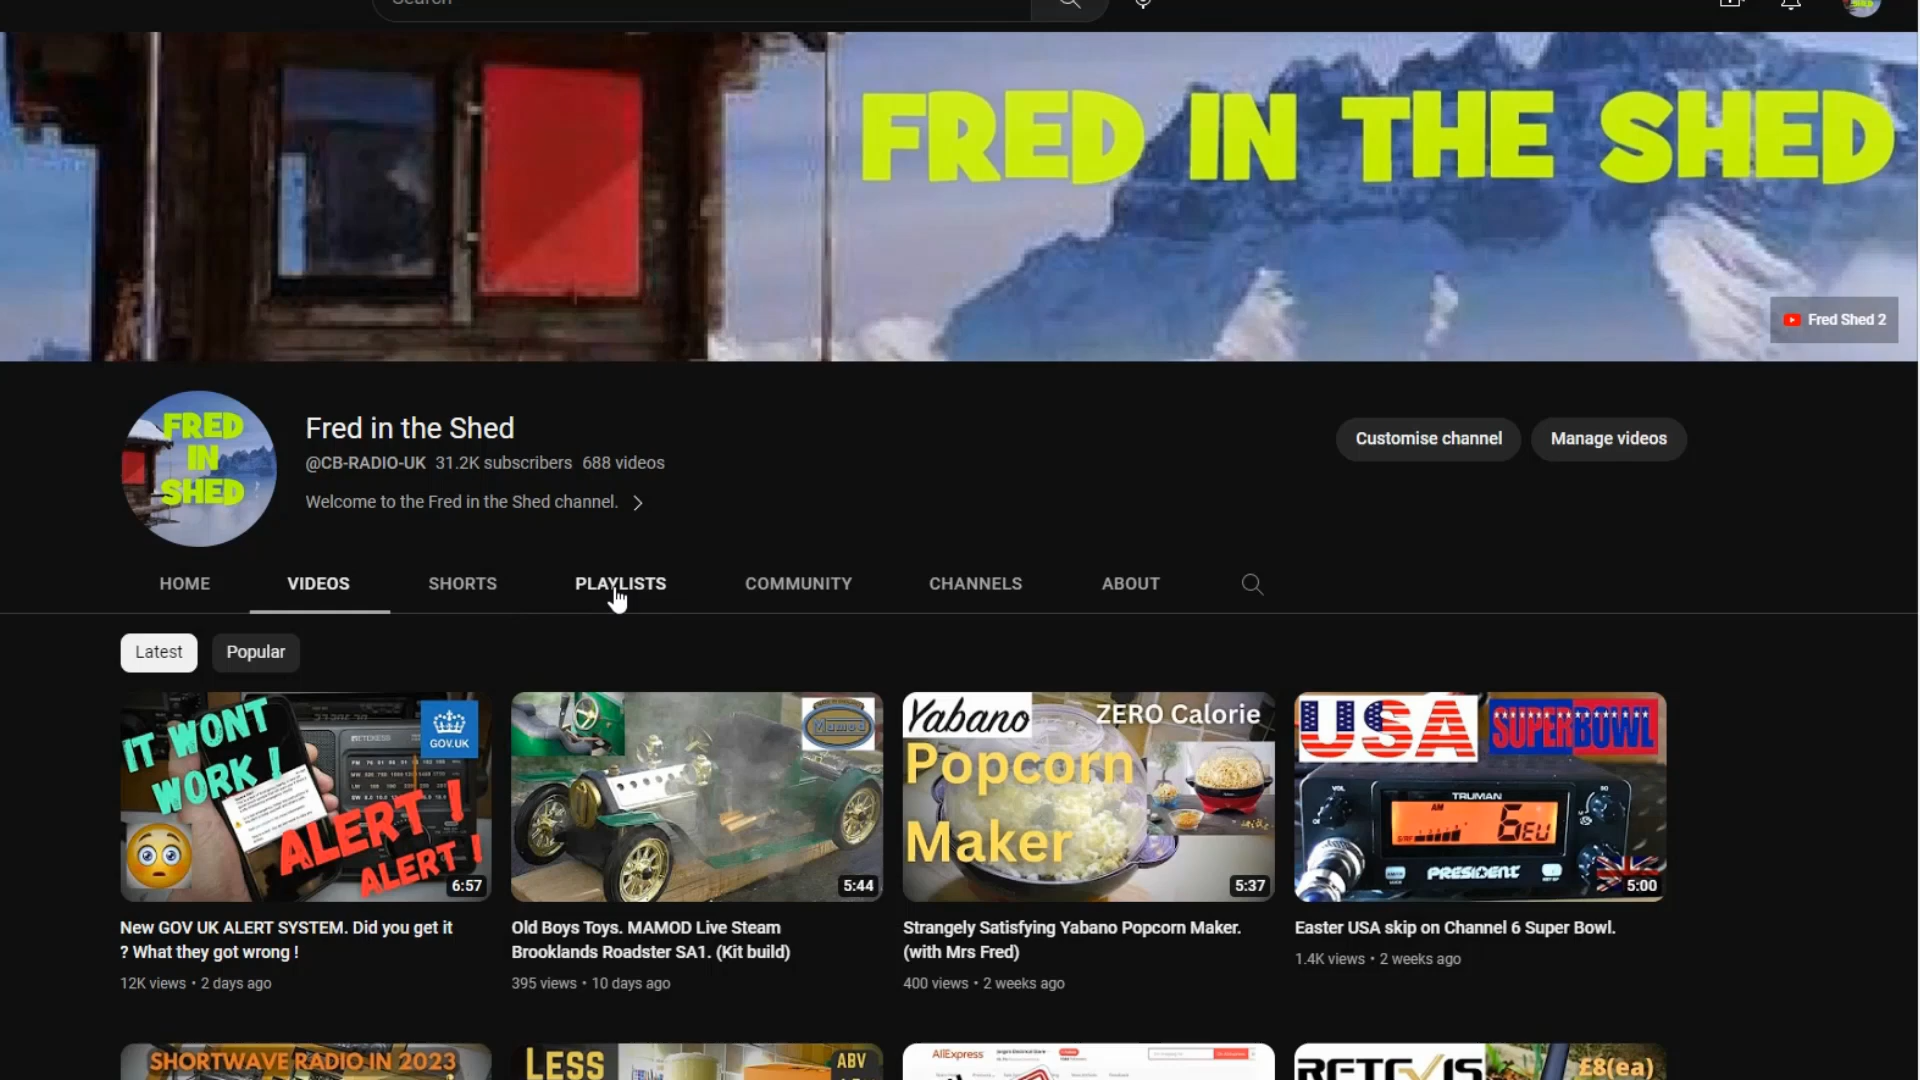 FRED IN THE SHED
Fred Shed 2
FRED
IN
SHED
Fred in the Shed
@CB-RADIO-UK 31.2K subscribers 688 videos
Welcome to the Fred in the Shed channel.
Customise channel
Manage videos
HOME
VIDEOS
SHORTS
PLAYLISTS
COMMUNITY
CHANNELS
ABOUT
Latest
Popular
IT WONT
WORK !
GOV.UK
ALERT !
ALERT !
6:57
Mamod
5:44
Yabano
ZERO Calorie
Popcorn
Maker
5:37
USA
SUPERBOWL
TRUMAN
AM
6EU
PRESIDENT
5:00
New GOV UK ALERT SYSTEM. Did you get it
? What they got wrong !
12K views • 2 days ago
Old Boys Toys. MAMOD Live Steam
Brooklands Roadster SA1. (Kit build)
395 views • 10 days ago
Strangely Satisfying Yabano Popcorn Maker.
(with Mrs Fred)
400 views • 2 weeks ago
Easter USA skip on Channel 6 Super Bowl.
1.4K views • 2 weeks ago
SHORTWAVE RADIO IN 2023
LESS
ABV
AliExpress
RETEVIS
£8(ea)